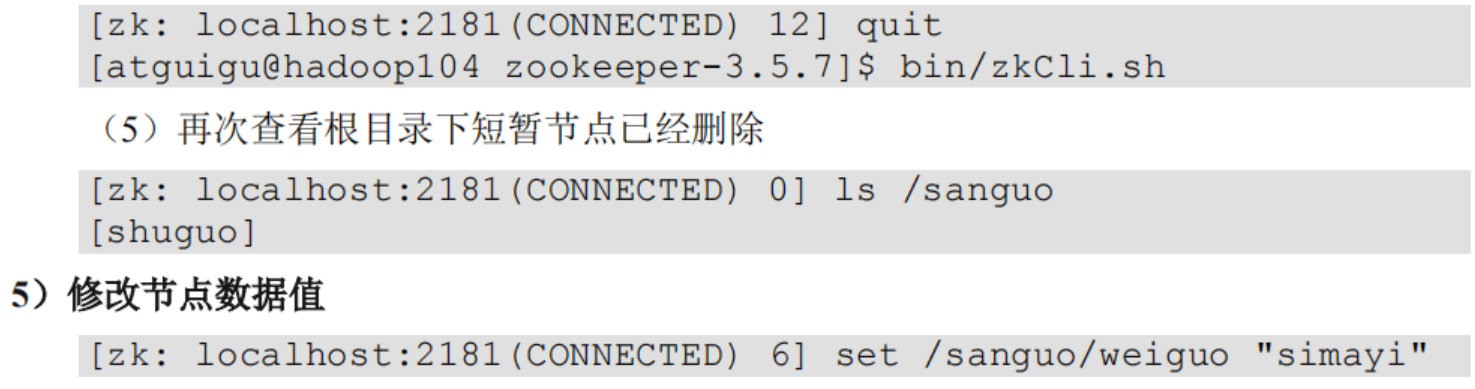 [zk: localhost:2181(CONNECTED) 12] quit
[atguigu@hadoop104 zookeeper-3.5.7]$ bin/zkCli.sh
（5）再次查看根目录下短暂节点已经删除
[zk: localhost:2181(CONNECTED) 0] ls /sanguo
[shuguo]
5）修改节点数据值
[zk: localhost:2181(CONNECTED) 6] set /sanguo/weiguo "simayi"